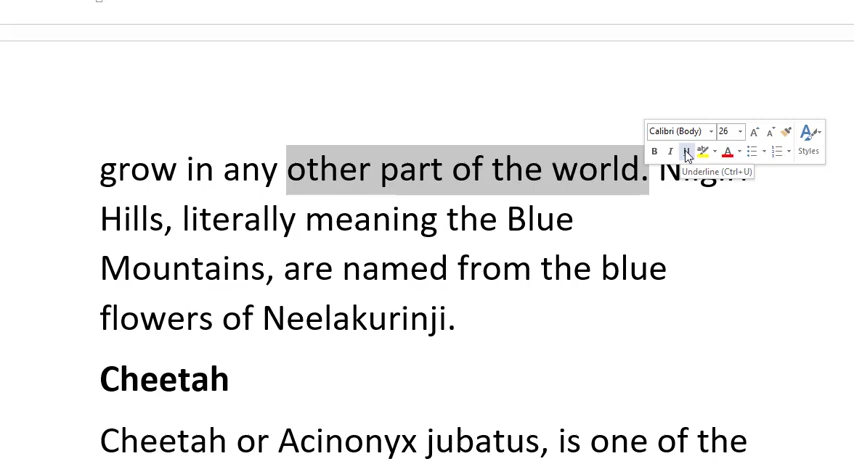 Calibri (Body) 26
B I U Styles
Underline (Ctrl+U)
grow in any other part of the world.
Hills, literally meaning the Blue
Mountains, are named from the blue
flowers of Neelakurinji.
Cheetah
Cheetah or Acinonyx jubatus, is one of the